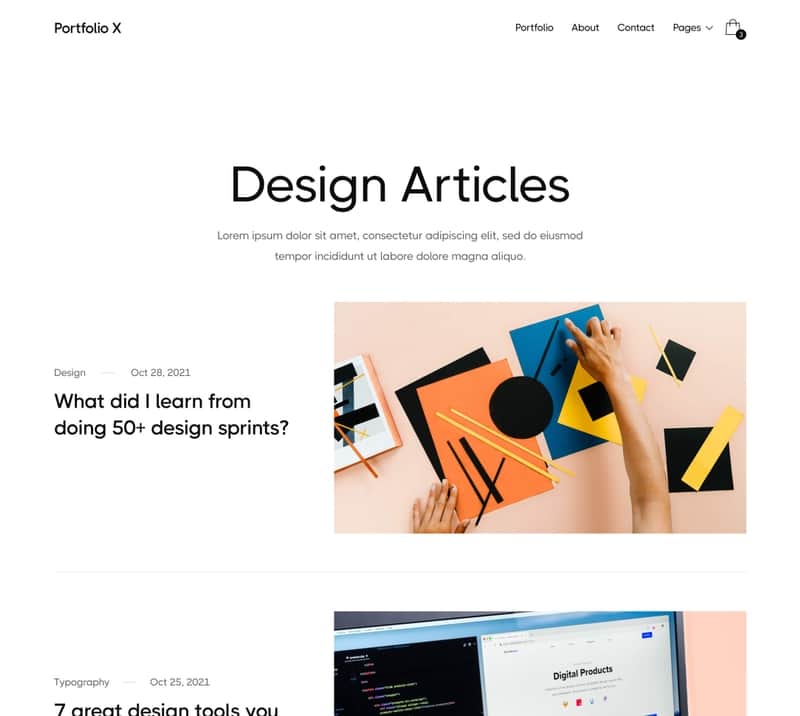 Portfolio X
Portfolio About Contact Pages
Design Articles
Lorem ipsum dolor sit amet, consectetur adipiscing elit, sed do eiusmod
tempor incididunt ut labore dolore magna aliquo.
Design Oct 28, 2021
What did I learn from
doing 50+ design sprints?
Typography Oct 25, 2021
7 great design tools you
Digital Products